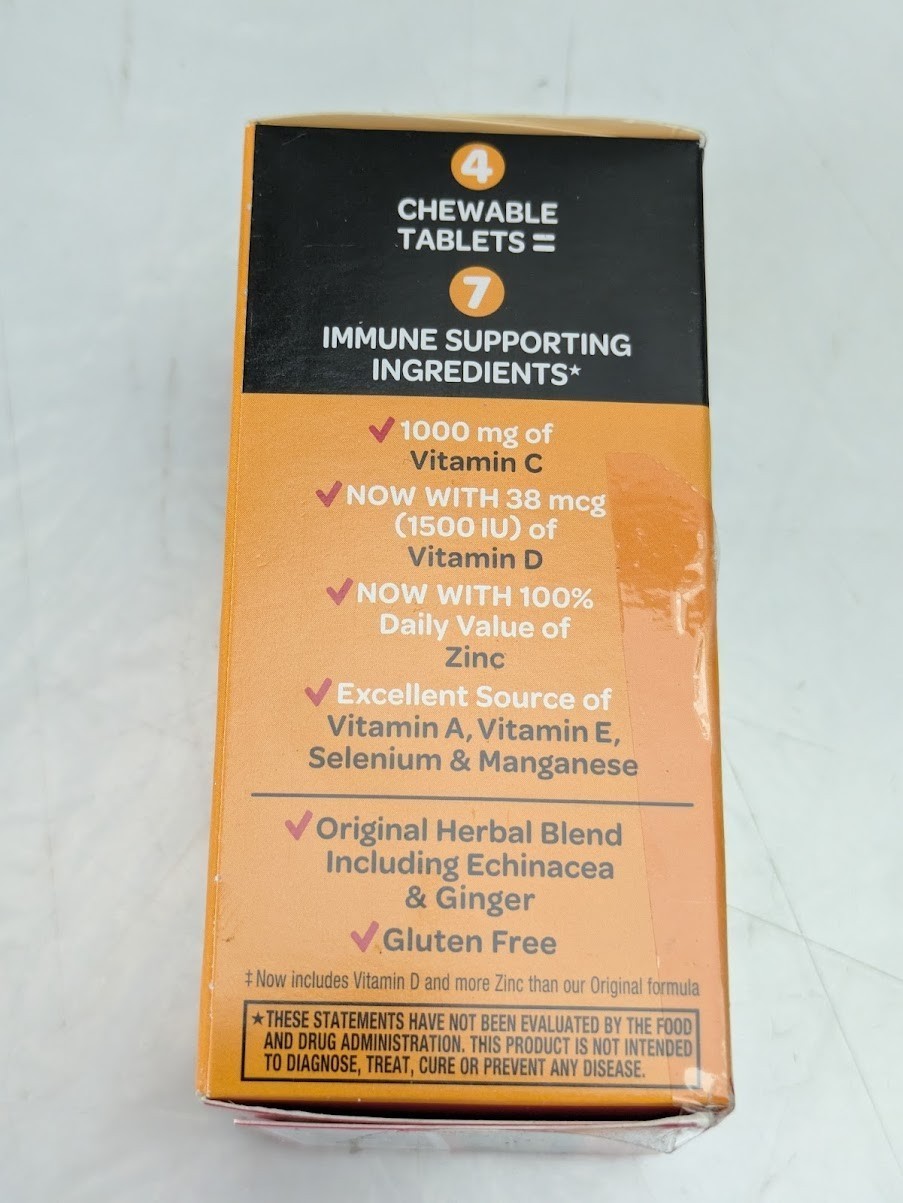 4
CHEWABLE
TABLETS =
7
IMMUNE SUPPORTING
INGREDIENTS*
✓ 1000 mg of
Vitamin C
✓ NOW WITH 38 mcg
(1500 IU) of
Vitamin D
✓ NOW WITH 100%
Daily Value of
Zinc
✓ Excellent Source of
Vitamin A, Vitamin E,
Selenium & Manganese
✓ Original Herbal Blend
Including Echinacea
& Ginger
✓ Gluten Free
‡ Now includes Vitamin D and more Zinc than our Original formula
*THESE STATEMENTS HAVE NOT BEEN EVALUATED BY THE FOOD
AND DRUG ADMINISTRATION. THIS PRODUCT IS NOT INTENDED
TO DIAGNOSE, TREAT, CURE OR PREVENT ANY DISEASE.